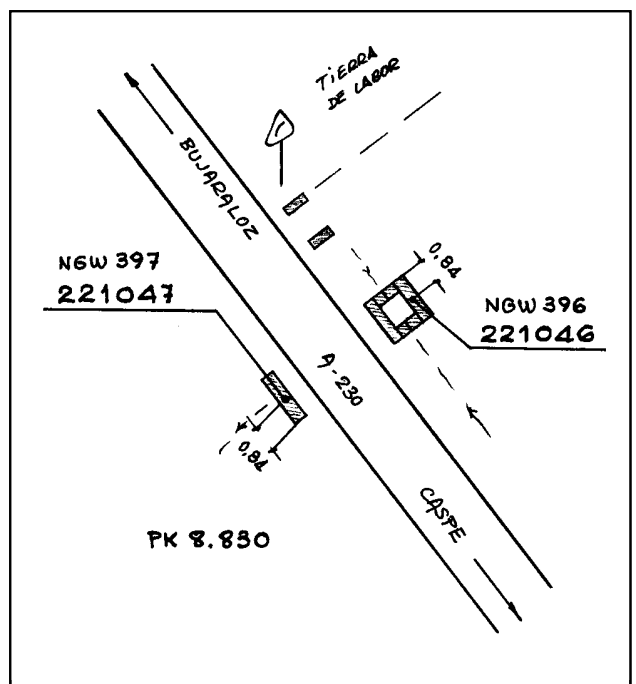 TiERRA
DE LABOR
BUJARALOZ
0,84
NGW 397
221047
NGW 396
221046
A-230
0,84
CASPE
PK 8.830